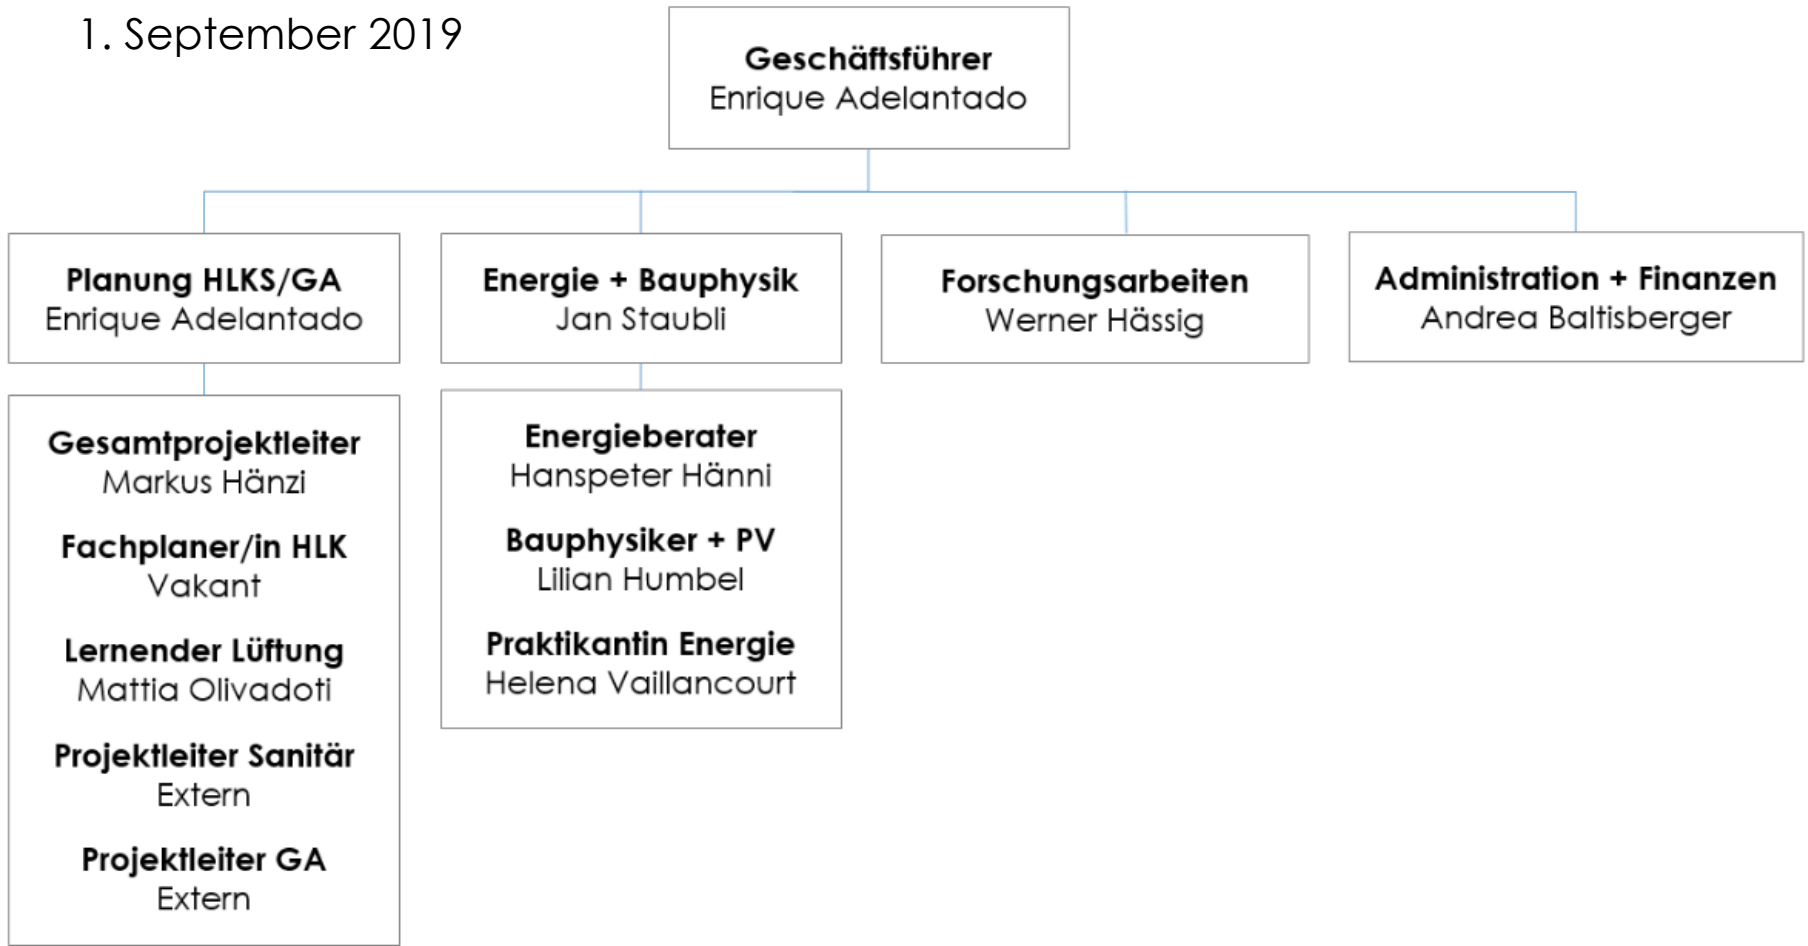 1. September 2019
Geschäftsführer
Enrique Adelantado
Planung HLKS/GA
Enrique Adelantado
Energie + Bauphysik
Jan Staubli
Forschungsarbeiten
Werner Hässig
Administration + Finanzen
Andrea Baltisberger
Gesamtprojektleiter
Markus Hänzi
Fachplaner/in HLK
Vakant
Lernender Lüftung
Mattia Olivadoti
Projektleiter Sanitär
Extern
Projektleiter GA
Extern
Energieberater
Hanspeter Hänni
Bauphysiker + PV
Lilian Humbel
Praktikantin Energie
Helena Vaillancourt